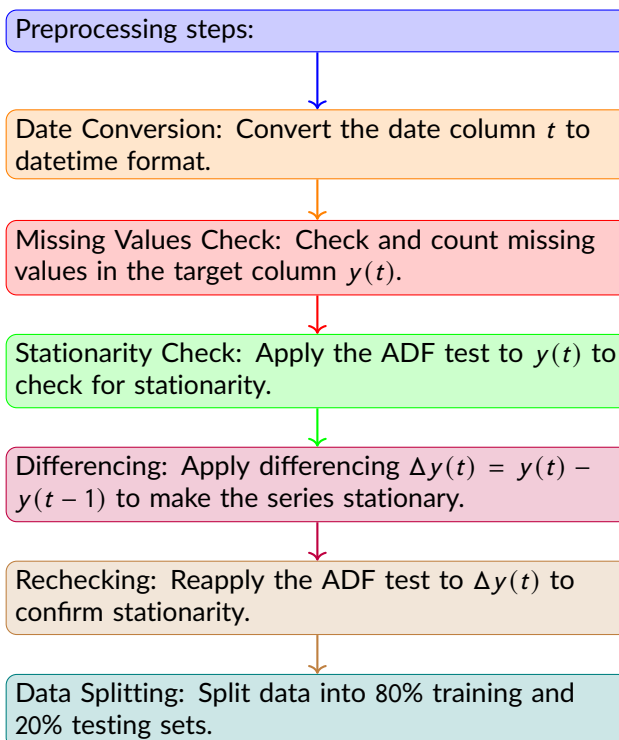 Preprocessing steps:
Date Conversion: Convert the date column t to
datetime format.
Missing Values Check: Check and count missing
values in the target column y(t).
Stationarity Check: Apply the ADF test to y(t) to
check for stationarity.
Differencing: Apply differencing Δy(t) = y(t) −
y(t − 1) to make the series stationary.
Rechecking: Reapply the ADF test to Δy(t) to
confirm stationarity.
Data Splitting: Split data into 80% training and
20% testing sets.